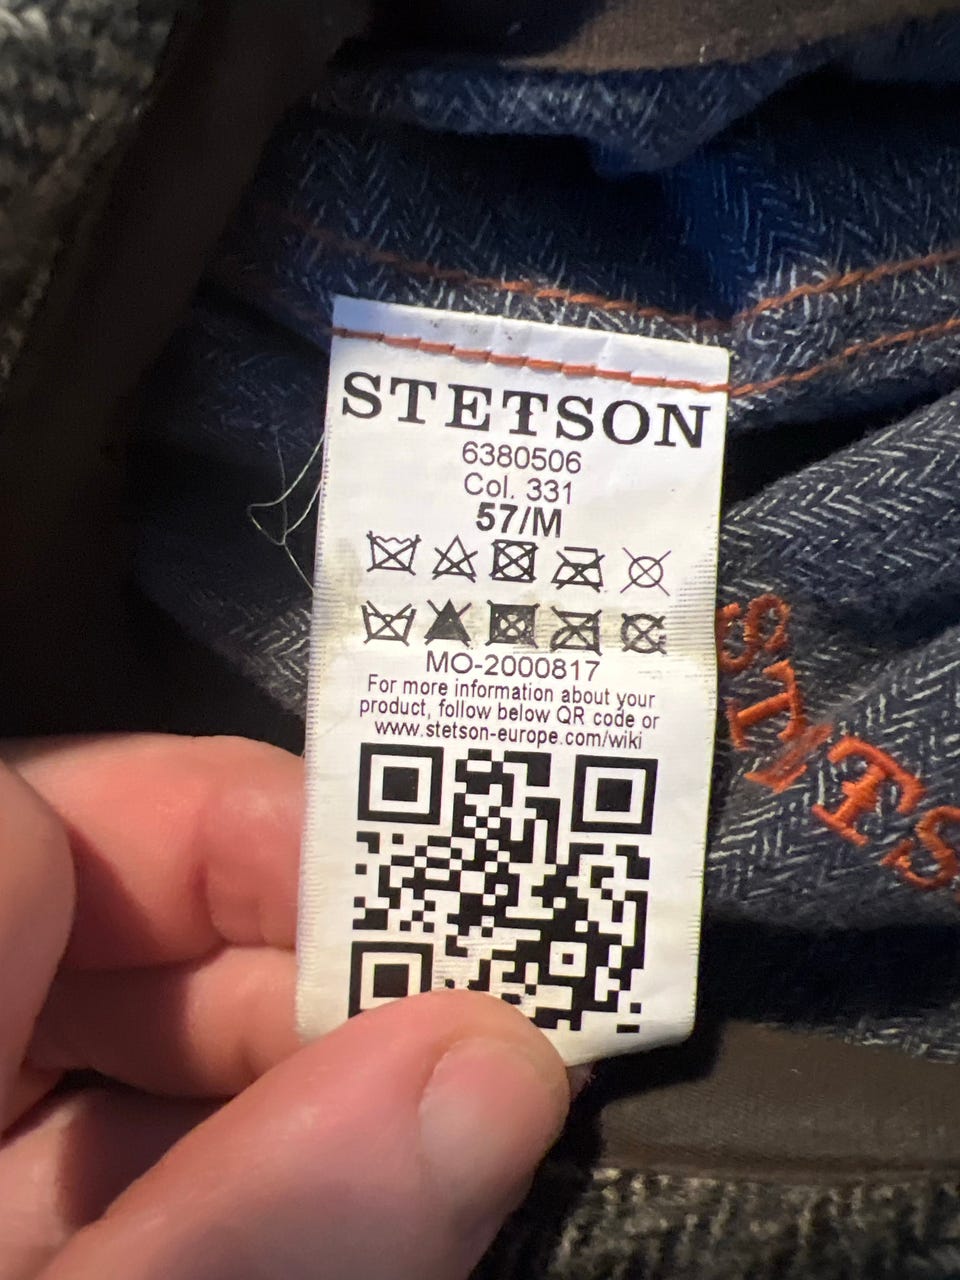 STETSON
6380506
Col. 331
57/M
MO-2000817
For more information about your
product, follow below QR code or
www.stetson-europe.com/wiki
STETS